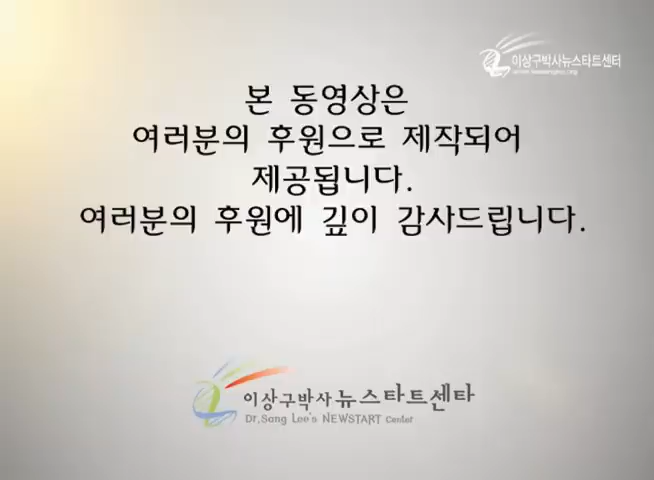 이상구박사뉴스타트센터
본 동영상은
여러분의 후원으로 제작되어
제공됩니다.
여러분의 후원에 깊이 감사드립니다.
이상구박사뉴스타트센타
Dr.Sang Lee's NEWSTART Center